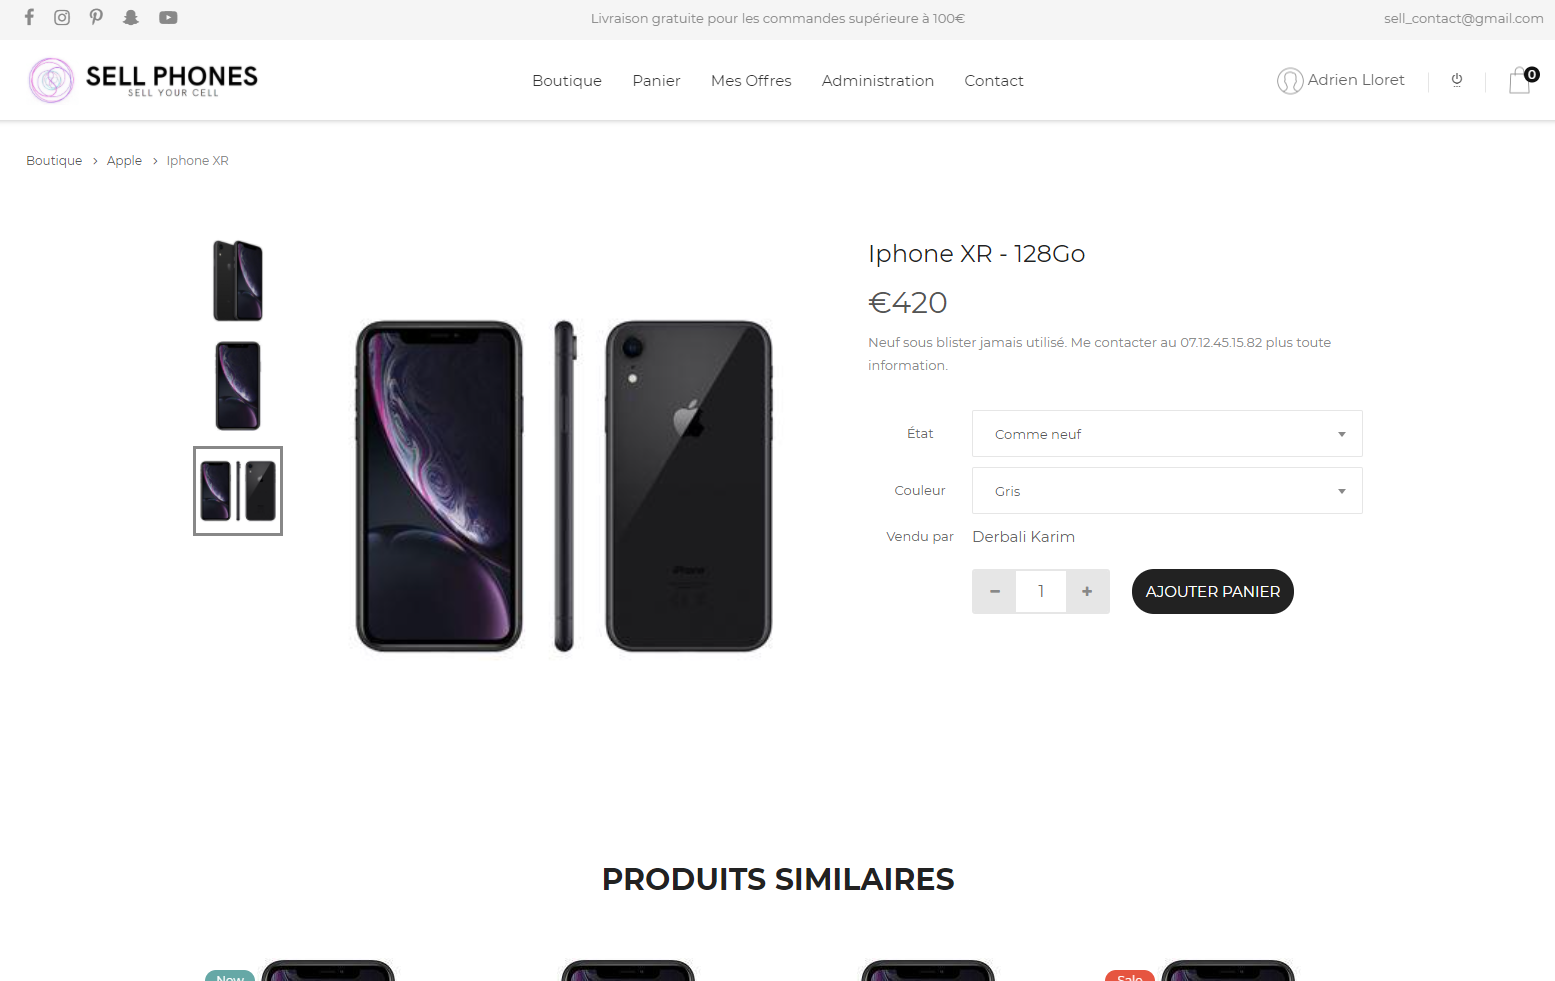 Livraison gratuite pour les commandes supérieure à 100€
sell_contact@gmail.com
SELL PHONES
SELL YOUR CELL
Boutique
Panier
Mes Offres
Administration
Contact
Adrien Lloret
0
Boutique > Apple > Iphone XR
Iphone XR - 128Go
€420
Neuf sous blister jamais utilisé. Me contacter au 07.12.45.15.82 plus toute
information.
État
Comme neuf
Couleur
Gris
Vendu par
Derbali Karim
1
AJOUTER PANIER
iPhone
PRODUITS SIMILAIRES
New
Sale